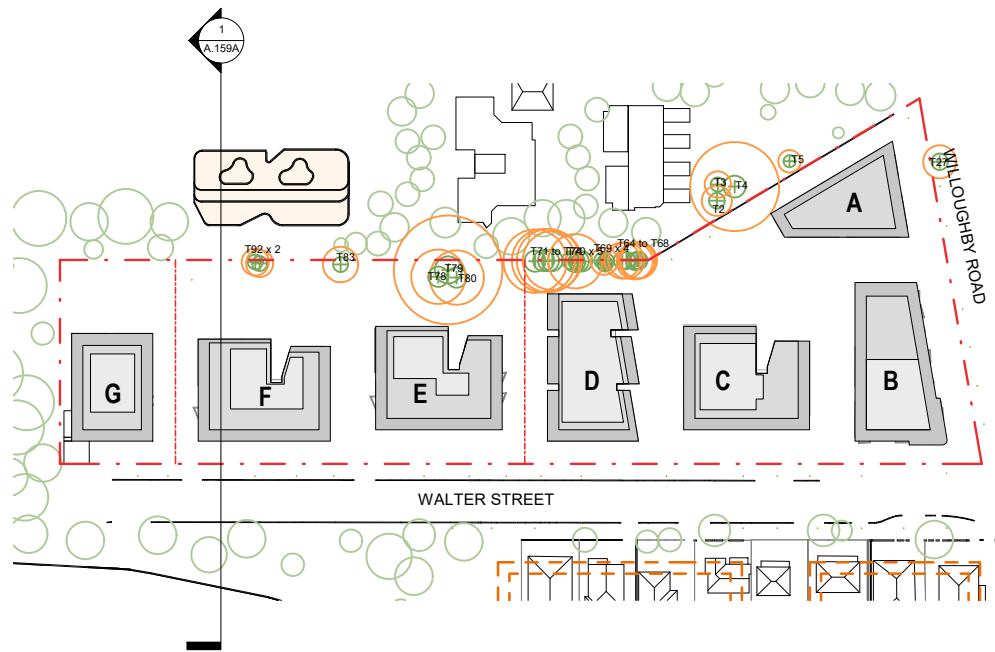 1
A.159A
T5
T27
WILLOUGHBY ROAD
T3
T4
T2
A
T92 x 2
T83
T79
T78
T80
T71 to
T69 x 4
T64 to T68
G
F
E
D
C
B
WALTER STREET